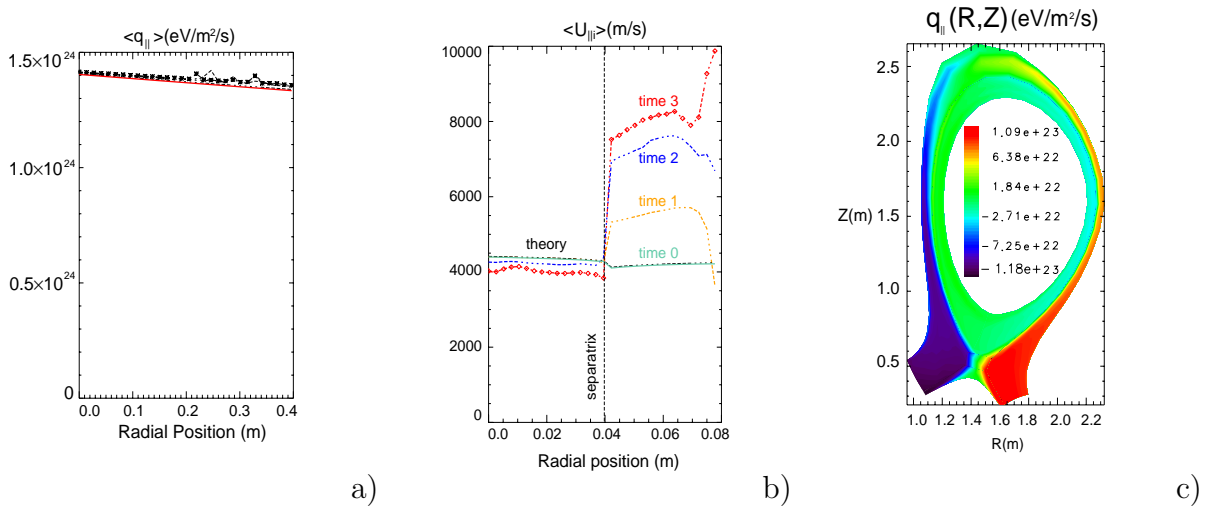 <q||>(eV/m²/s)
1.5×10²⁴
1.0×10²⁴
0.5×10²⁴
0
0.0 0.1 0.2 0.3 0.4
Radial Position (m)
a)
<U||i>(m/s)
10000
8000
6000
4000
2000
0
time 3
time 2
time 1
time 0
theory
separatrix
0.00 0.02 0.04 0.06 0.08
Radial position (m)
b)
q||(R,Z)(eV/m²/s)
2.5
2.0
Z(m) 1.5
1.0
0.5
1.09e+23
6.38e+22
1.84e+22
-2.71e+22
-7.25e+22
-1.18e+23
1.0 1.2 1.4 1.6 1.8 2.0 2.2
R(m)
c)